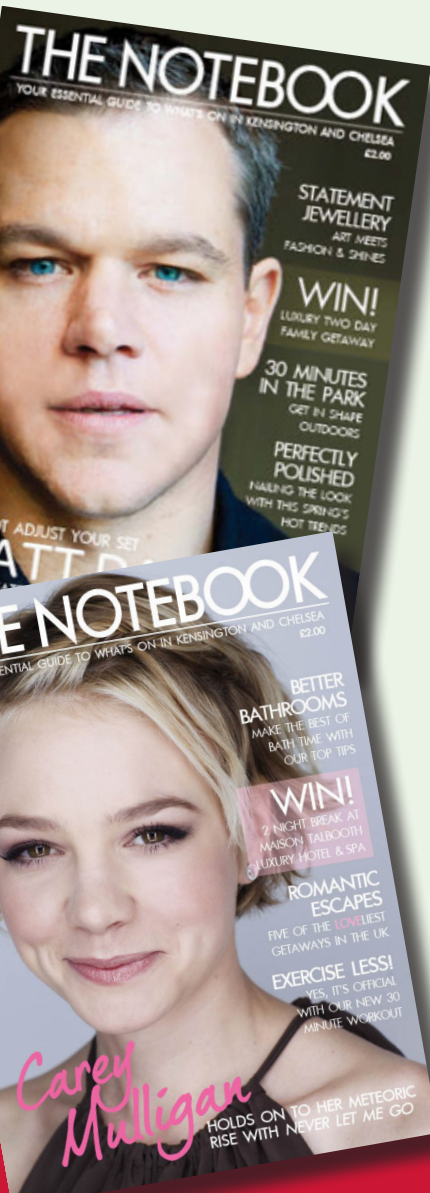 THE NOTEBOOK
YOUR ESSENTIAL GUIDE TO WHAT'S ON IN KENSINGTON AND CHELSEA
£2.00
STATEMENT
JEWELLERY
ART MEETS
FASHION & SHINES
WIN!
LUXURY TWO DAY
FAMILY GETAWAY
30 MINUTES
IN THE PARK
GET IN SHAPE
OUTDOORS
PERFECTLY
POLISHED
NAILING THE LOOK
WITH THIS SPRING'S
HOT TRENDS
T ADJUST YOUR SET
ATT D
E NOTEBOOK
ENTIAL GUIDE TO WHAT'S ON IN KENSINGTON AND CHELSEA
£2.00
BETTER
BATHROOMS
MAKE THE BEST OF
BATH TIME WITH
OUR TOP TIPS
WIN!
2 NIGHT BREAK AT
MAISON TALBOOTH
LUXURY HOTEL & SPA
ROMANTIC
ESCAPES
FIVE OF THE LOVELIEST
GETAWAYS IN THE UK
EXERCISE LESS!
YES, IT'S OFFICIAL
WITH OUR NEW 30
MINUTE WORKOUT
Carey
Mulligan
HOLDS ON TO HER METEORIC
RISE WITH NEVER LET ME GO